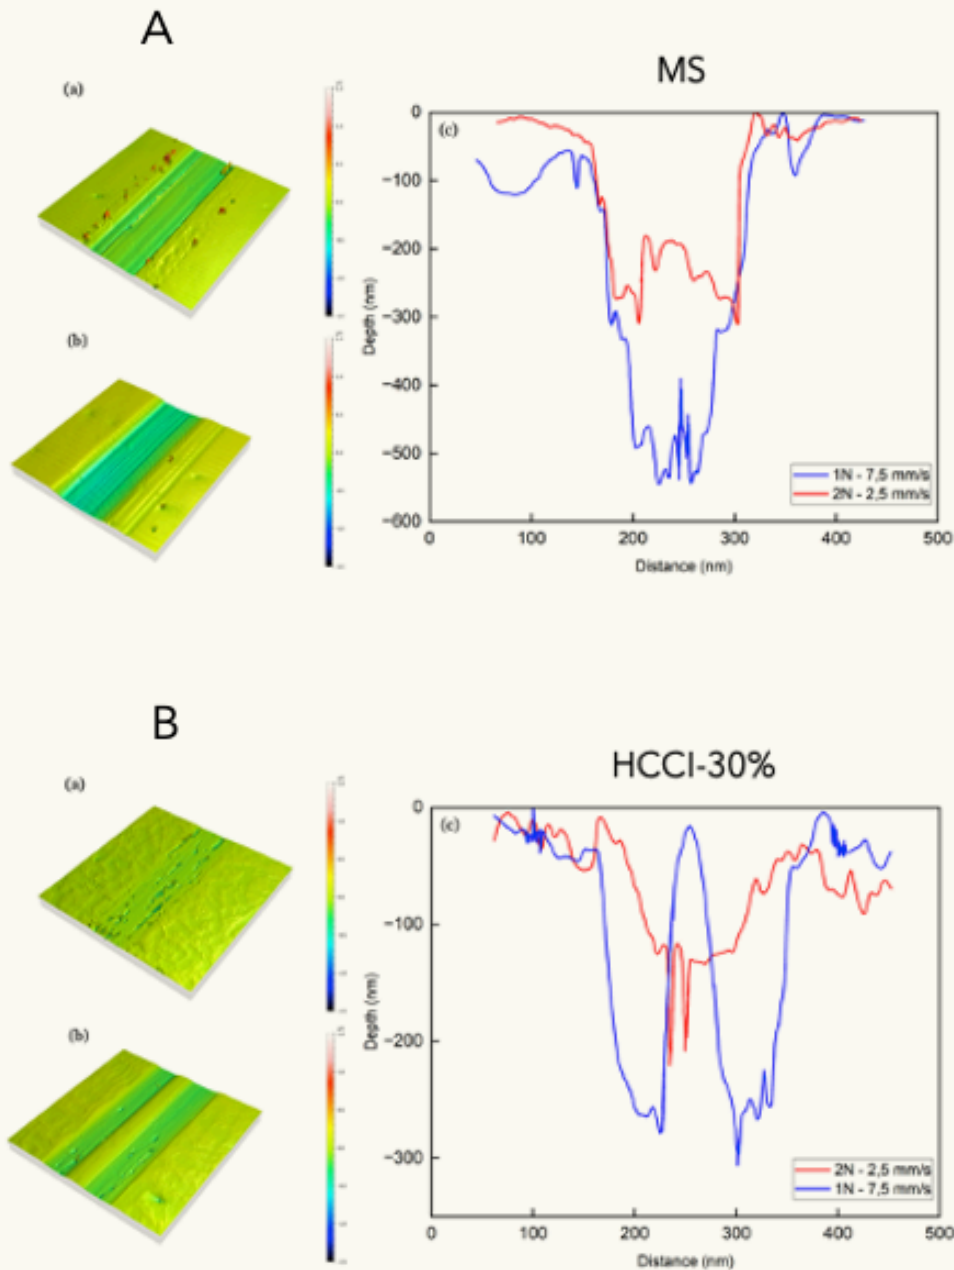 A
(a)
(b)
MS
(c)
0
−100
−200
−300
−400
−500
−600
Depth (nm)
1N - 7,5 mm/s
2N - 2,5 mm/s
0
100
200
300
400
500
Distance (nm)
B
(a)
(b)
HCCI-30%
(c)
0
−100
−200
−300
Depth (nm)
2N - 2,5 mm/s
1N - 7,5 mm/s
0
100
200
300
400
500
Distance (nm)